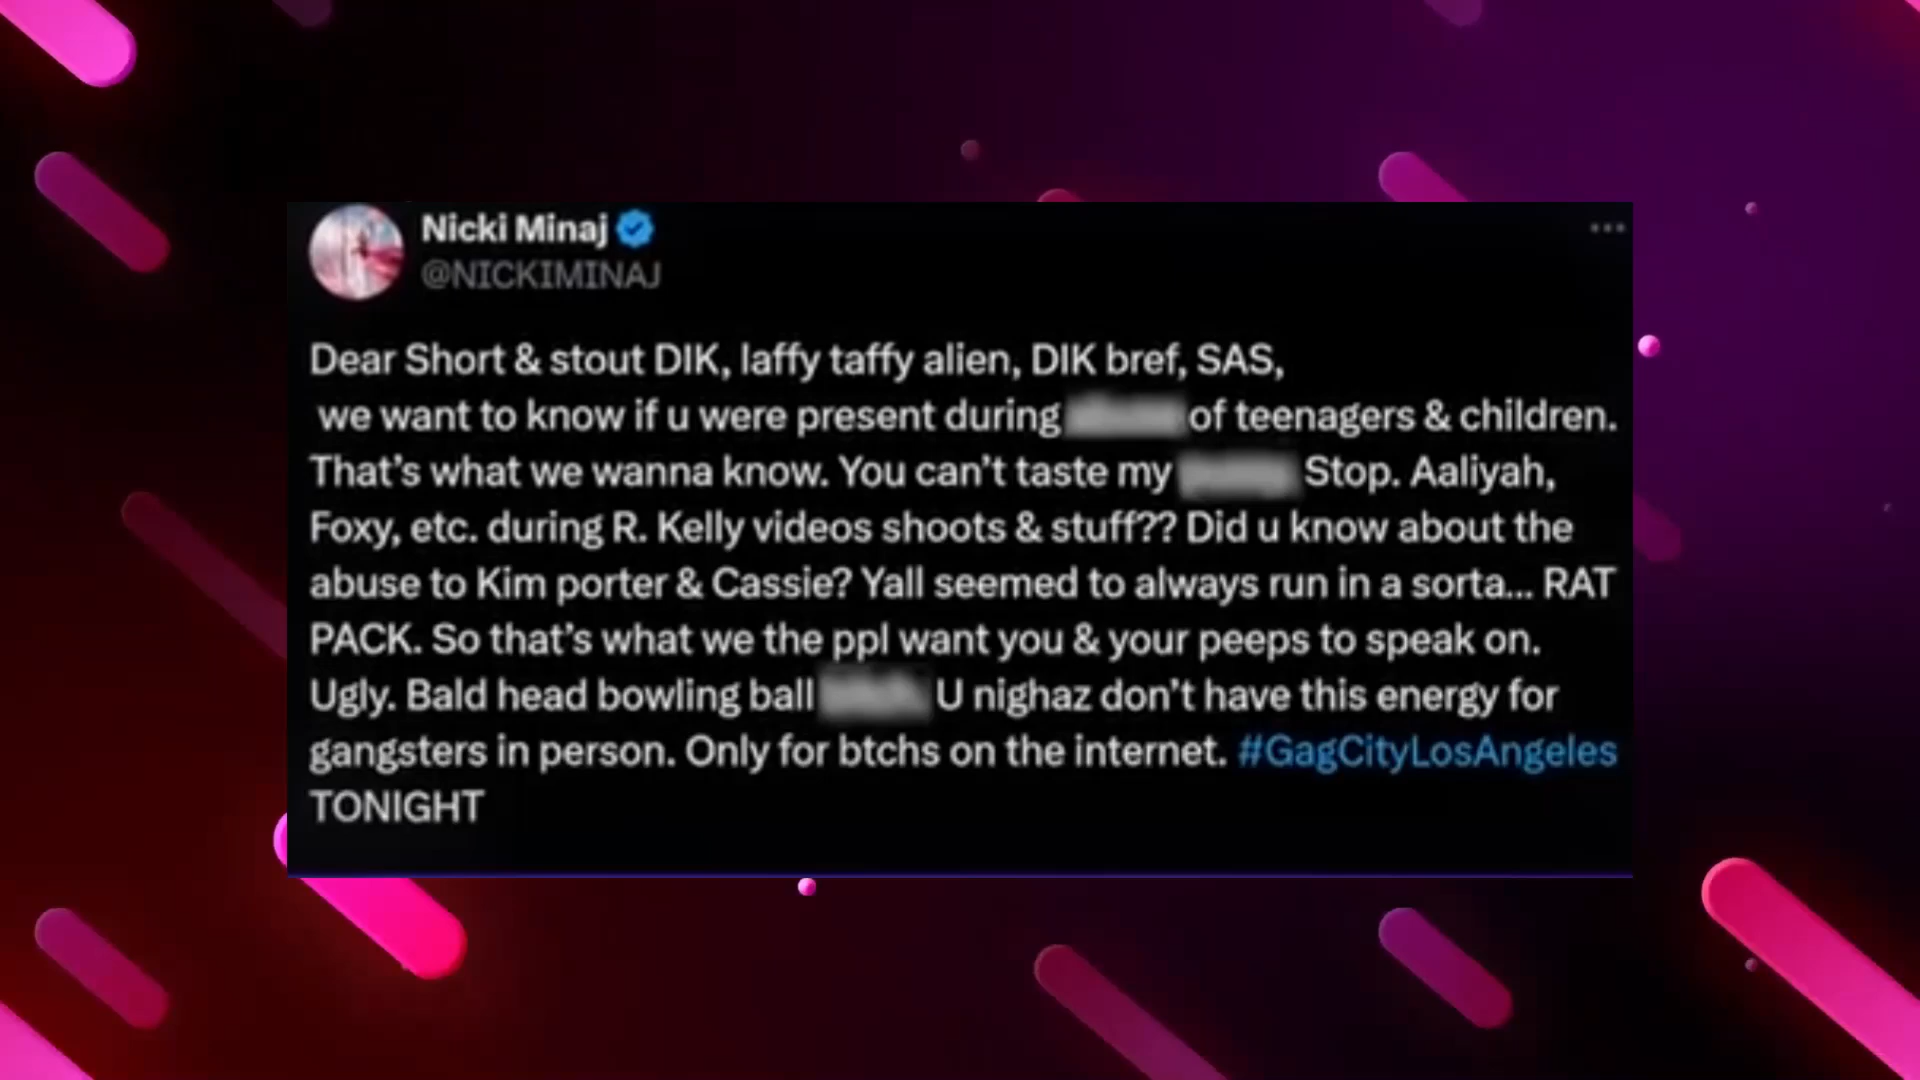 Nicki Minaj
@NICKIMINAJ
Dear Short & stout DIK, laffy taffy alien, DIK bref, SAS,
we want to know if u were present during of teenagers & children.
That's what we wanna know. You can't taste my Stop. Aaliyah,
Foxy, etc. during R. Kelly videos shoots & stuff?? Did u know about the
abuse to Kim porter & Cassie? Yall seemed to always run in a sorta... RAT
PACK. So that's what we the ppl want you & your peeps to speak on.
Ugly. Bald head bowling ball U nighaz don't have this energy for
gangsters in person. Only for btchs on the internet. #GagCityLosAngeles
TONIGHT